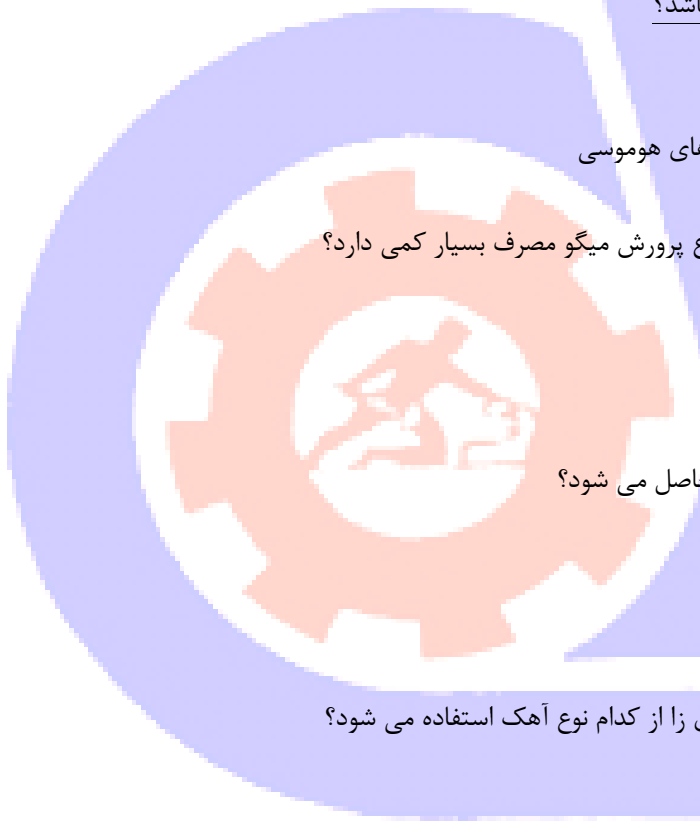 های هوموسی
پرورش میگو مصرف بسیار کمی دارد؟
حاصل می شود؟
زا از کدام نوع آهک استفاده می شود؟